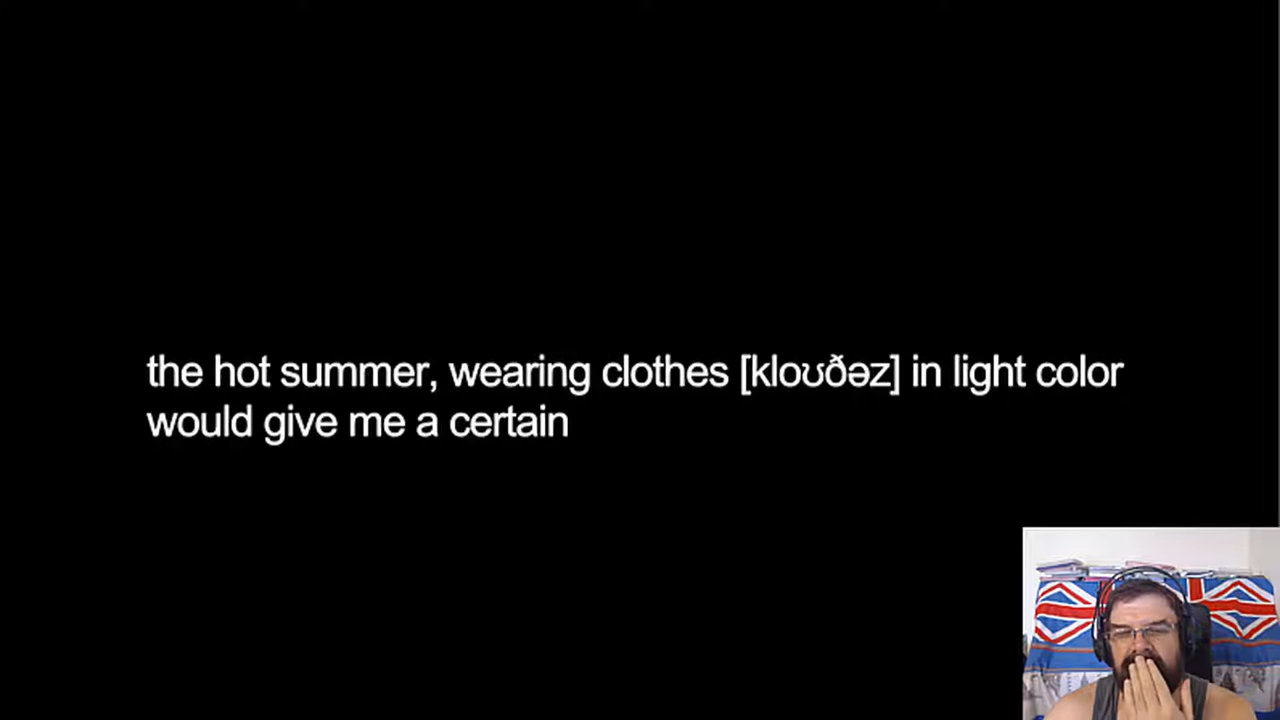 the hot summer, wearing clothes [kloʊðəz] in light color
would give me a certain